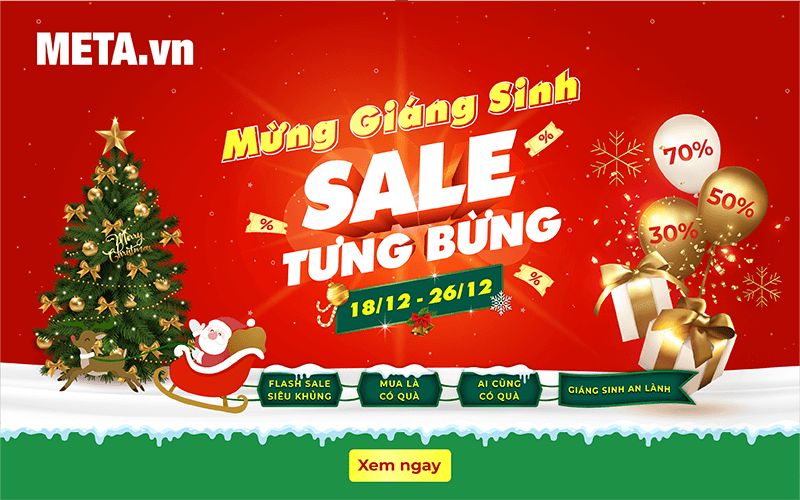 META.vn
Mừng Giáng Sinh
SALE
TƯNG BỪNG
18/12 - 26/12
%
%
%
70%
50%
30%
Merry
Christmas
FLASH SALE
SIÊU KHỦNG
MUA LÀ
CÓ QUÀ
AI CŨNG
CÓ QUÀ
GIÁNG SINH AN LÀNH
Xem ngay